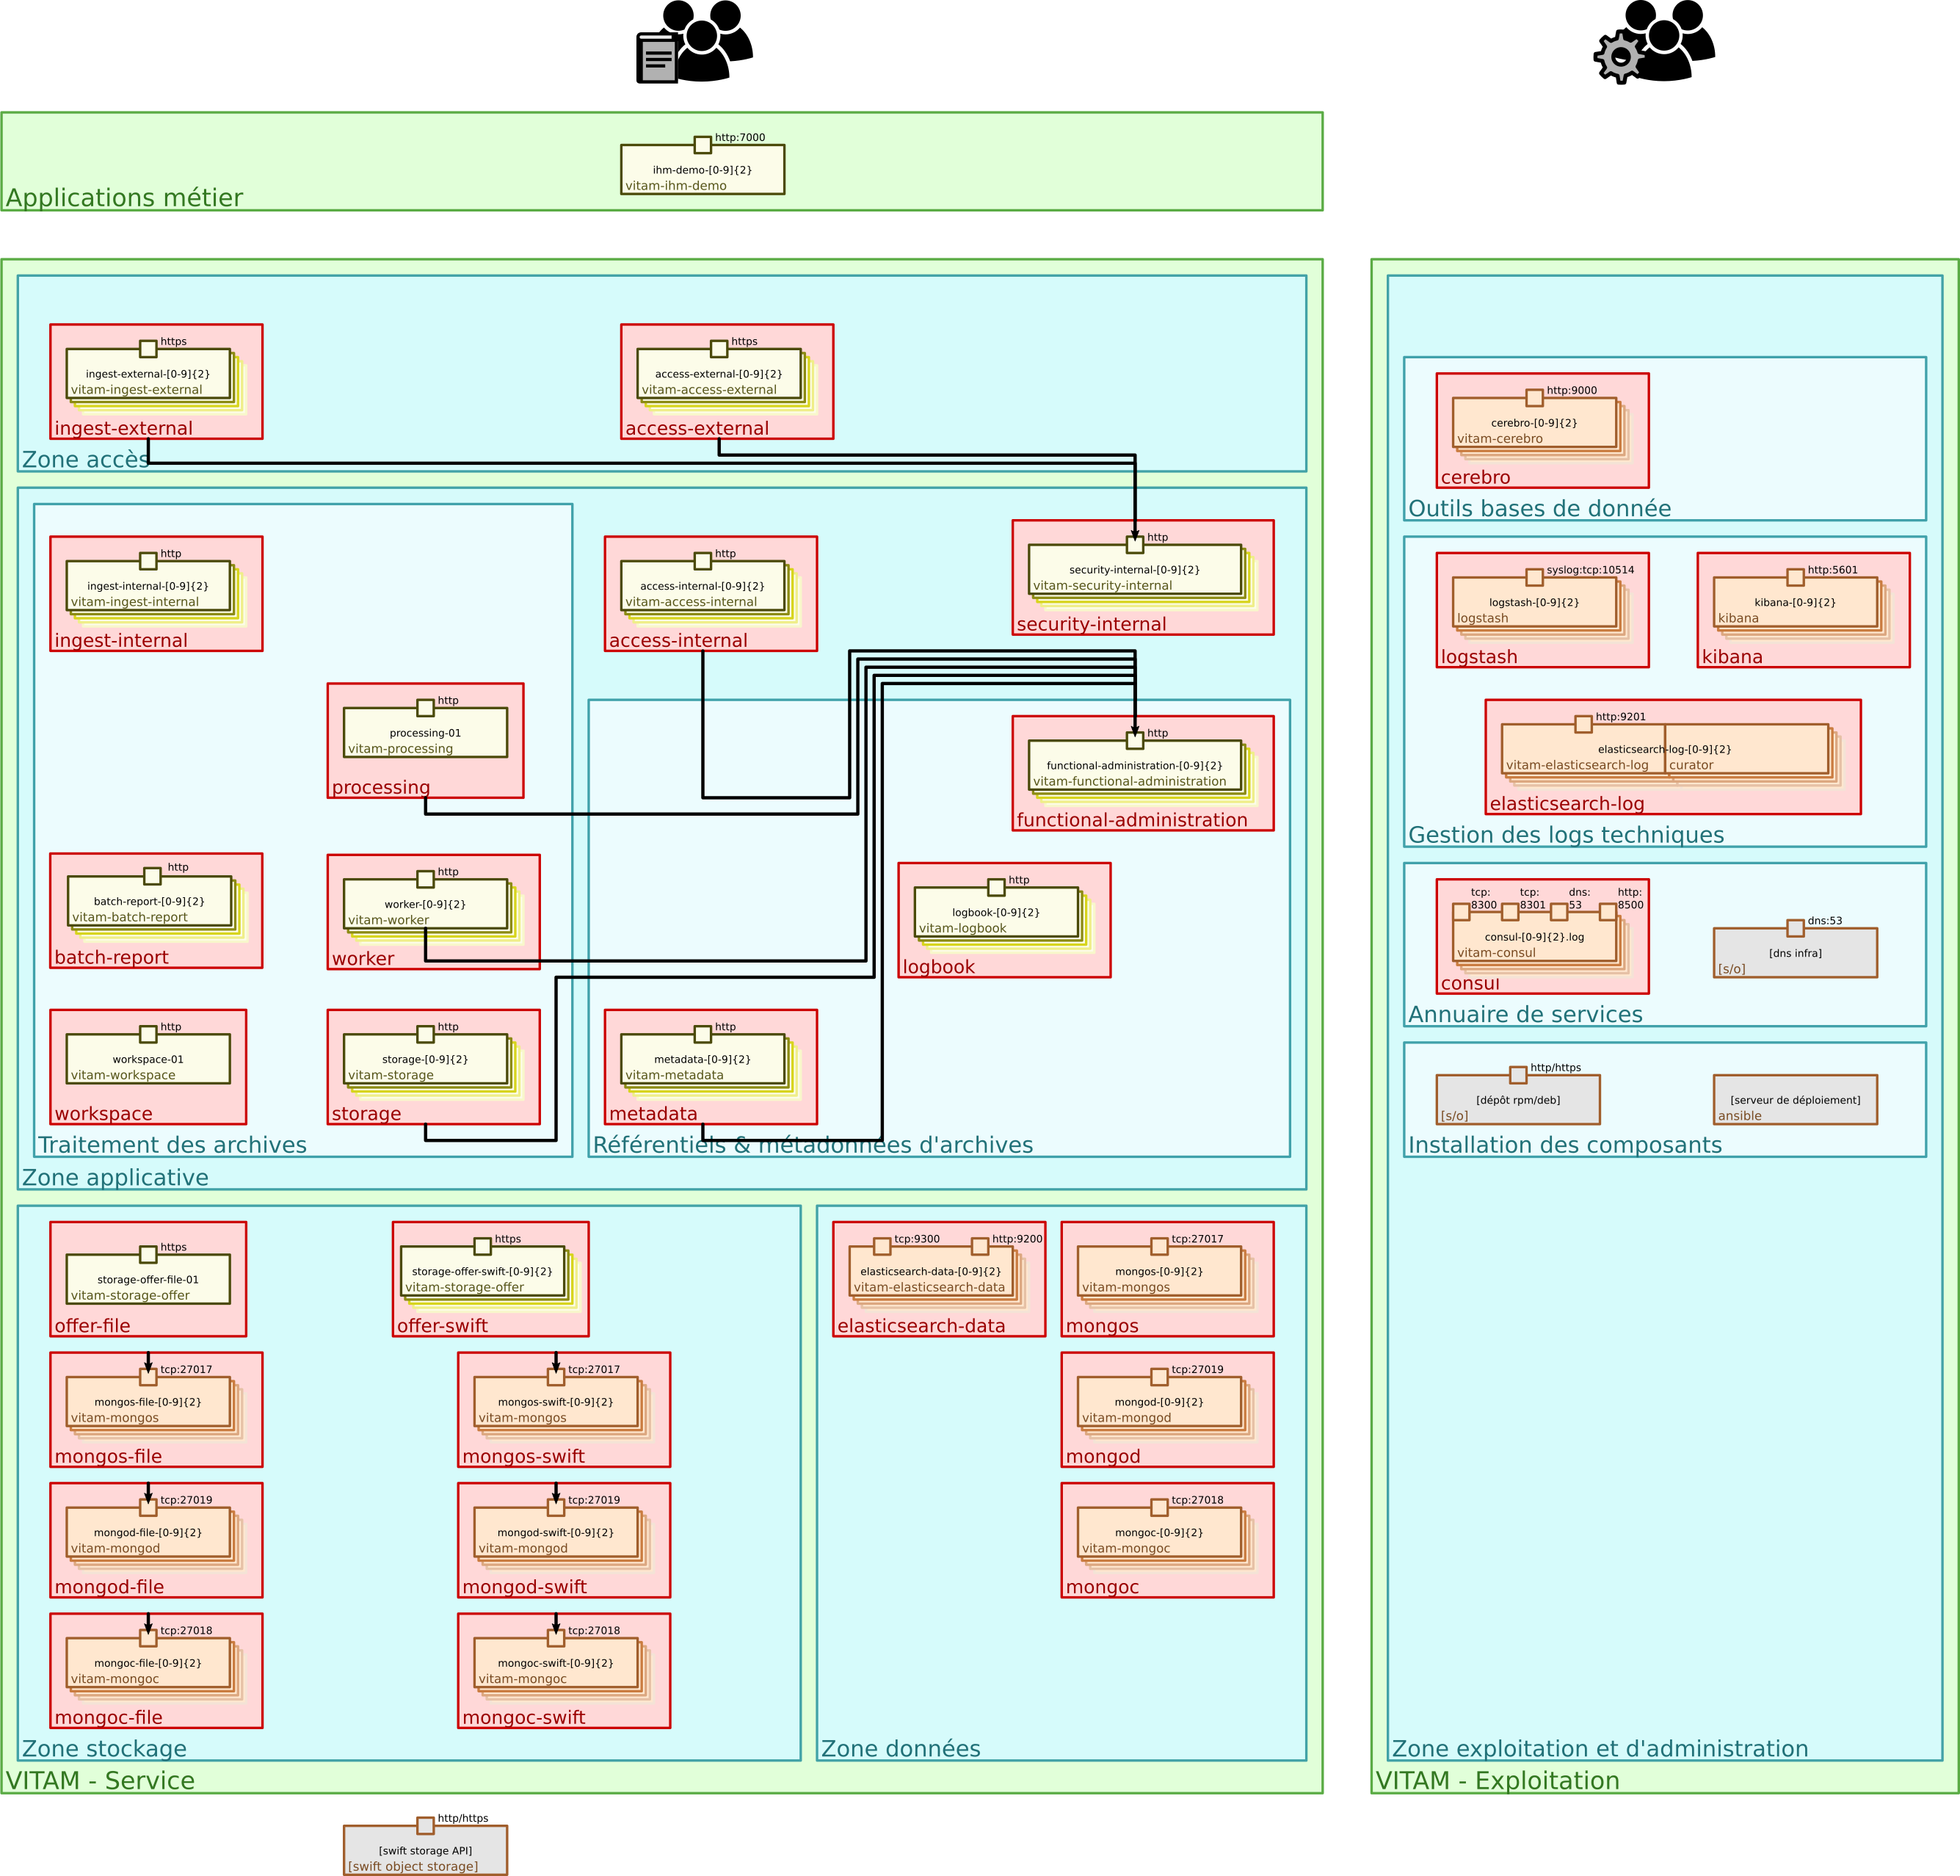 http:7000
ihm-demo-[0-9]{2}
vitam-ihm-demo
Applications métier
https
ingest-external-[0-9]{2}
vitam-ingest-external
ingest-external
https
access-external-[0-9]{2}
vitam-access-external
access-external
Zone accès
http
ingest-internal-[0-9]{2}
vitam-ingest-internal
ingest-internal
http
access-internal-[0-9]{2}
vitam-access-internal
access-internal
http
security-internal-[0-9]{2}
vitam-security-internal
security-internal
http
processing-01
vitam-processing
processing
http
functional-administration-[0-9]{2}
vitam-functional-administration
functional-administration
http
batch-report-[0-9]{2}
vitam-batch-report
batch-report
http
worker-[0-9]{2}
vitam-worker
worker
http
logbook-[0-9]{2}
vitam-logbook
logbook
http
workspace-01
vitam-workspace
workspace
http
storage-[0-9]{2}
vitam-storage
storage
http
metadata-[0-9]{2}
vitam-metadata
metadata
Traitement des archives
Référentiels & métadonnées d'archives
Zone applicative
https
storage-offer-file-01
vitam-storage-offer
offer-file
https
storage-offer-swift-[0-9]{2}
vitam-storage-offer
offer-swift
tcp:27017
mongos-file-[0-9]{2}
vitam-mongos
mongos-file
tcp:27017
mongos-swift-[0-9]{2}
vitam-mongos
mongos-swift
tcp:27019
mongod-file-[0-9]{2}
vitam-mongod
mongod-file
tcp:27019
mongod-swift-[0-9]{2}
vitam-mongod
mongod-swift
tcp:27018
mongoc-file-[0-9]{2}
vitam-mongoc
mongoc-file
tcp:27018
mongoc-swift-[0-9]{2}
vitam-mongoc
mongoc-swift
Zone stockage
tcp:9300
http:9200
elasticsearch-data-[0-9]{2}
vitam-elasticsearch-data
elasticsearch-data
tcp:27017
mongos-[0-9]{2}
vitam-mongos
mongos
tcp:27019
mongod-[0-9]{2}
vitam-mongod
mongod
tcp:27018
mongoc-[0-9]{2}
vitam-mongoc
mongoc
Zone données
VITAM - Service
http/https
[swift storage API]
[swift object storage]
http:9000
cerebro-[0-9]{2}
vitam-cerebro
cerebro
Outils bases de donnée
syslog:tcp:10514
logstash-[0-9]{2}
logstash
logstash
http:5601
kibana-[0-9]{2}
kibana
kibana
http:9201
elasticsearch-log-[0-9]{2}
vitam-elasticsearch-log
curator
elasticsearch-log
Gestion des logs techniques
tcp:
8300
tcp:
8301
dns:
53
http:
8500
consul-[0-9]{2}.log
vitam-consul
consul
dns:53
[dns infra]
[s/o]
Annuaire de services
http/https
[dépôt rpm/deb]
[s/o]
[serveur de déploiement]
ansible
Installation des composants
Zone exploitation et d'administration
VITAM - Exploitation